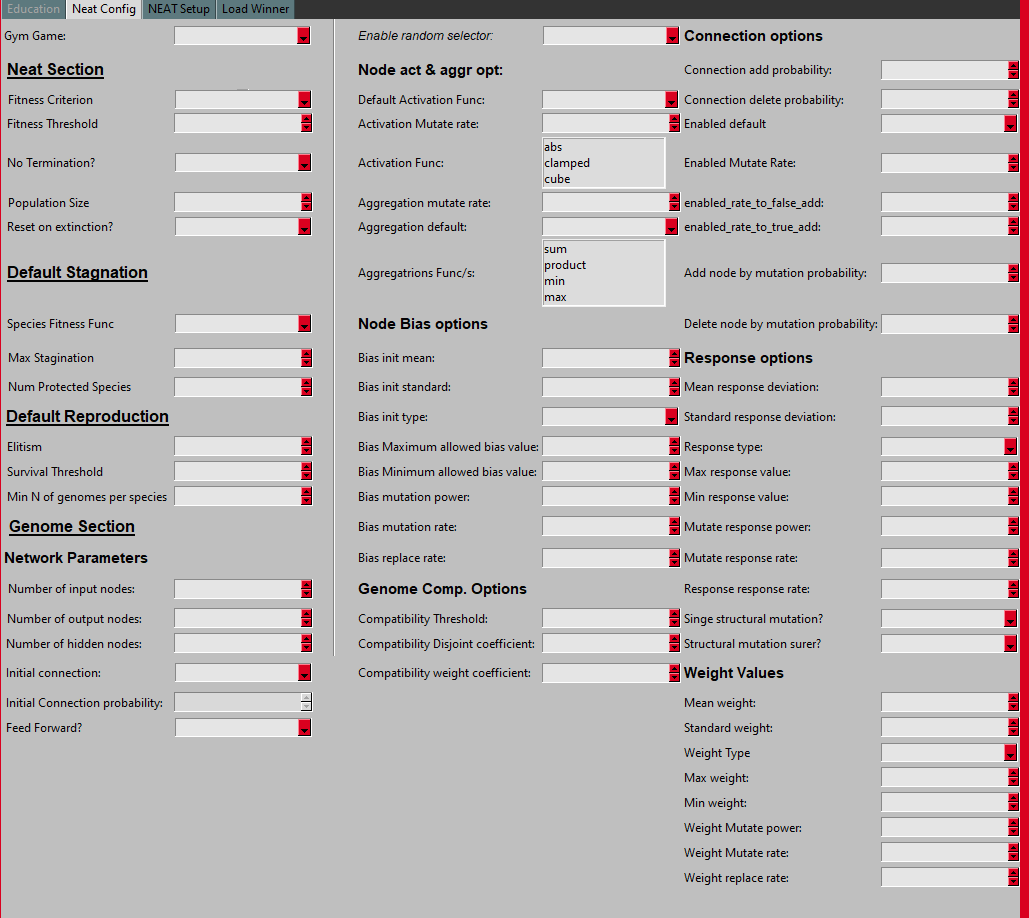 Education Neat Config NEAT Setup Load Winner
Gym Game:
Neat Section
Fitness Criterion
Fitness Threshold
No Termination?
Population Size
Reset on extinction?
Default Stagnation
Species Fitness Func
Max Stagination
Num Protected Species
Default Reproduction
Elitism
Survival Threshold
Min N of genomes per species
Genome Section
Network Parameters
Number of input nodes:
Number of output nodes:
Number of hidden nodes:
Initial connection:
Initial Connection probability:
Feed Forward?
Enable random selector:
Node act & aggr opt:
Default Activation Func:
Activation Mutate rate:
Activation Func:
abs
clamped
cube
Aggregation mutate rate:
Aggregation default:
Aggregatrions Func/s:
sum
product
min
max
Node Bias options
Bias init mean:
Bias init standard:
Bias init type:
Bias Maximum allowed bias value:
Bias Minimum allowed bias value:
Bias mutation power:
Bias mutation rate:
Bias replace rate:
Genome Comp. Options
Compatibility Threshold:
Compatibility Disjoint coefficient:
Compatibility weight coefficient:
Connection options
Connection add probability:
Connection delete probability:
Enabled default
Enabled Mutate Rate:
enabled_rate_to_false_add:
enabled_rate_to_true_add:
Add node by mutation probability:
Delete node by mutation probability:
Response options
Mean response deviation:
Standard response deviation:
Response type:
Max response value:
Min response value:
Mutate response power:
Mutate response rate:
Response response rate:
Singe structural mutation?
Structural mutation surer?
Weight Values
Mean weight:
Standard weight:
Weight Type
Max weight:
Min weight:
Weight Mutate power:
Weight Mutate rate:
Weight replace rate: